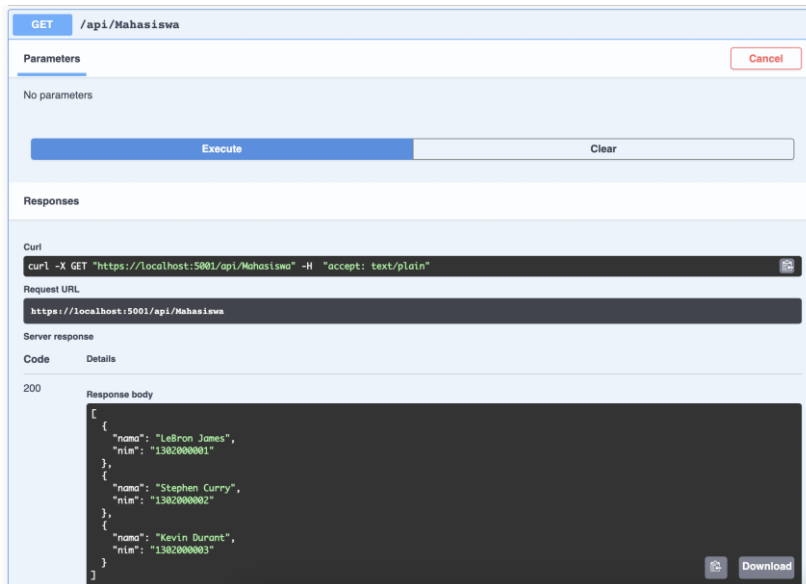 GET /api/Mahasiswa
Parameters
Cancel
No parameters
Execute
Clear
Responses
Curl
curl -X GET "https://localhost:5001/api/Mahasiswa" -H  "accept: text/plain"
Request URL
https://localhost:5001/api/Mahasiswa
Server response
Code Details
200
Response body
[
  {
    "nama": "LeBron James",
    "nim": "1302000001"
  },
  {
    "nama": "Stephen Curry",
    "nim": "1302000002"
  },
  {
    "nama": "Kevin Durant",
    "nim": "1302000003"
  }
]
Download